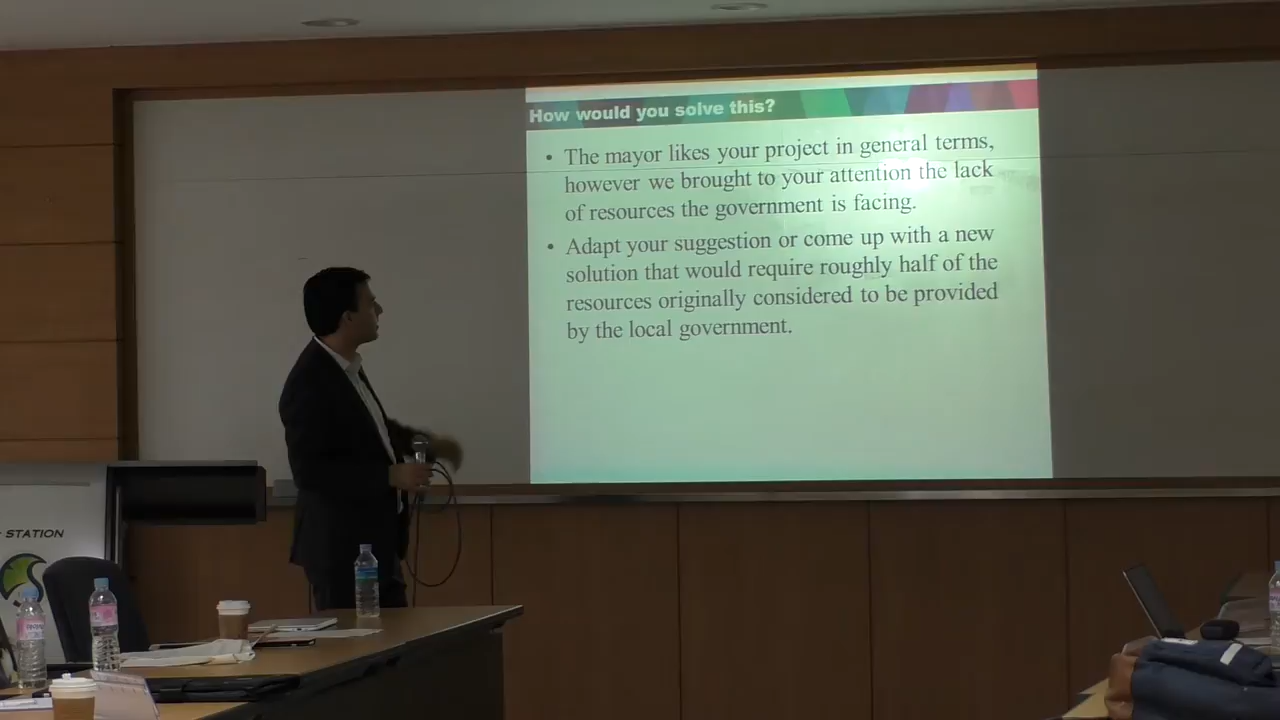 How would you solve this?
• The mayor likes your project in general terms,
however we brought to your attention the lack
of resources the government is facing.
• Adapt your suggestion or come up with a new
solution that would require roughly half of the
resources originally considered to be provided
by the local government.
STATION